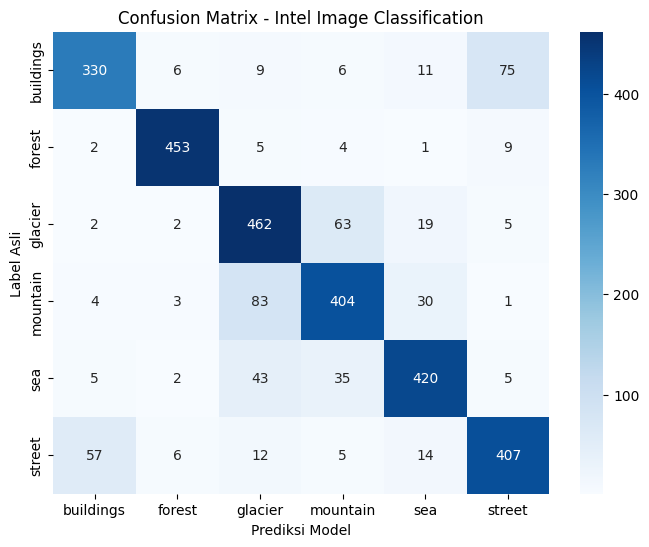 Confusion Matrix - Intel Image Classification
Label Asli
buildings 330 6 9 6 11 75
forest 2 453 5 4 1 9
glacier 2 2 462 63 19 5
mountain 4 3 83 404 30 1
sea 5 2 43 35 420 5
street 57 6 12 5 14 407
buildings forest glacier mountain sea street
Prediksi Model
400
300
200
100